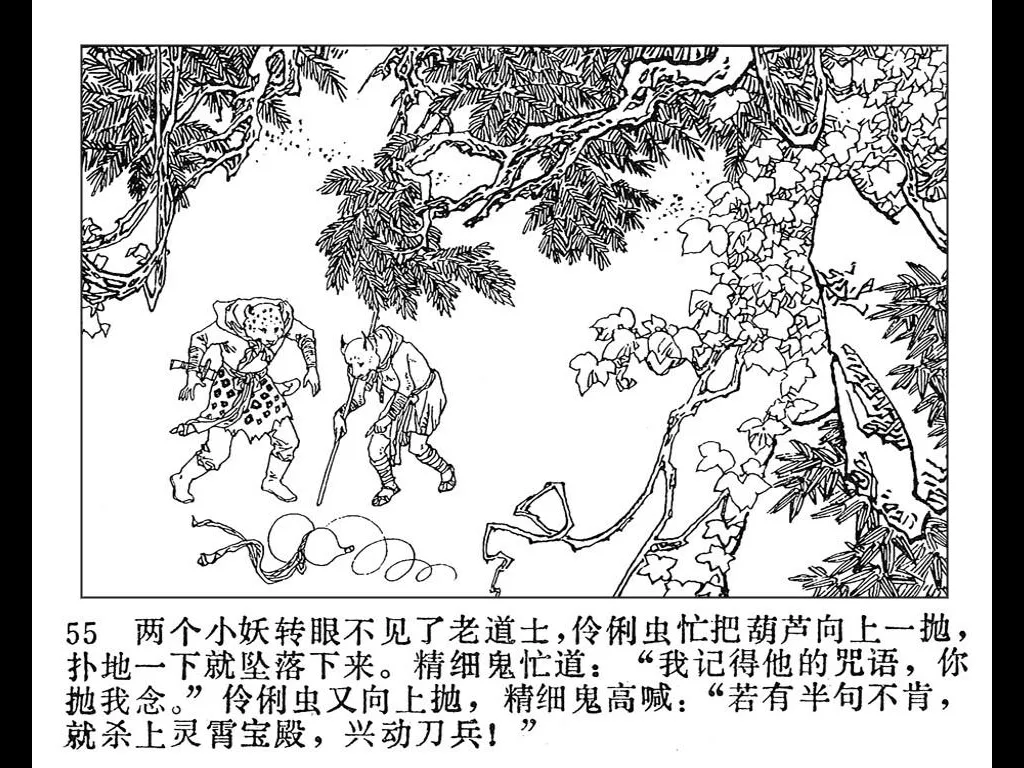 55 两个小妖转眼不见了老道士，伶俐虫忙把葫芦向上一抛，
扑地一下就坠落下来。精细鬼忙道：“我记得他的咒语，你
抛我念。”伶俐虫又向上抛，精细鬼高喊：“若有半句不肯，
就杀上灵霄宝殿，兴动刀兵！”